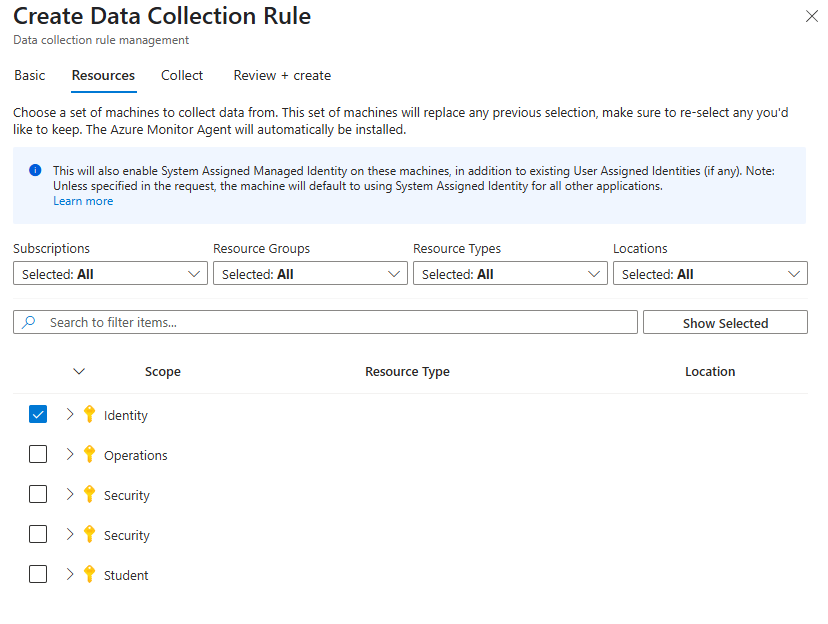 Create Data Collection Rule
Data collection rule management
Basic Resources Collect Review + create
Choose a set of machines to collect data from. This set of machines will replace any previous selection, make sure to re-select any you'd
like to keep. The Azure Monitor Agent will automatically be installed.
This will also enable System Assigned Managed Identity on these machines, in addition to existing User Assigned Identities (if any). Note:
Unless specified in the request, the machine will default to using System Assigned Identity for all other applications.
Learn more
Subscriptions Resource Groups Resource Types Locations
Selected: All Selected: All Selected: All Selected: All
Search to filter items... Show Selected
Scope Resource Type Location
Identity
Operations
Security
Security
Student